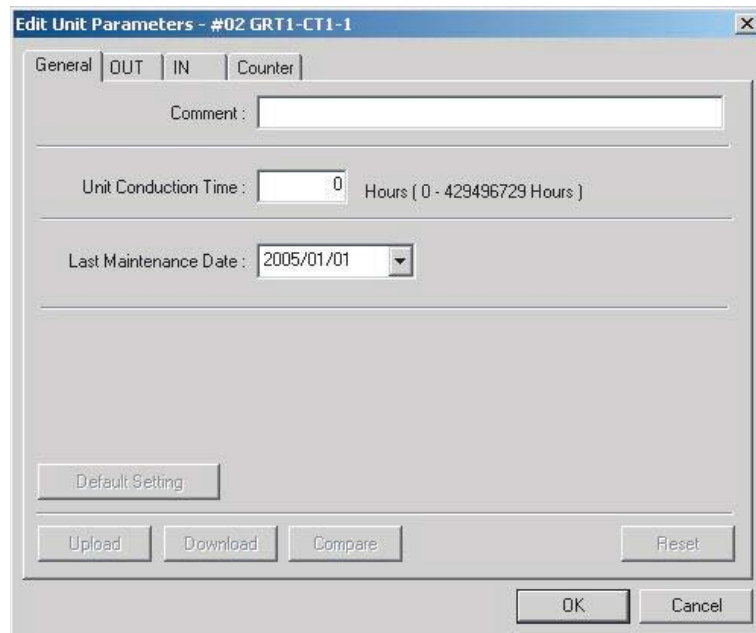 Edit Unit Parameters - #02 GRT1-CT1-1
General OUT IN Counter
Comment :
Unit Conduction Time : 0 Hours ( 0 - 429496729 Hours )
Last Maintenance Date : 2005/01/01
Default Setting
Upload Download Compare Reset
OK Cancel